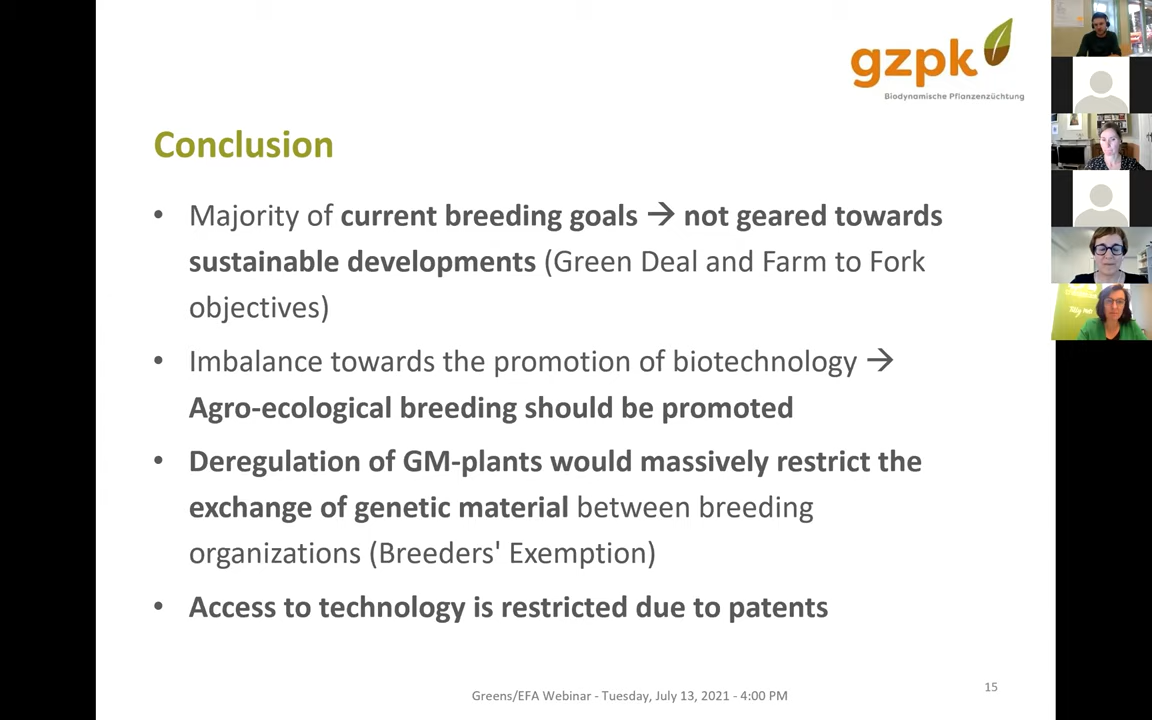 gzpk
Biodynamische Pflanzenzüchtung
Conclusion
• Majority of current breeding goals → not geared towards
sustainable developments (Green Deal and Farm to Fork
objectives)
• Imbalance towards the promotion of biotechnology →
Agro-ecological breeding should be promoted
• Deregulation of GM-plants would massively restrict the
exchange of genetic material between breeding
organizations (Breeders' Exemption)
• Access to technology is restricted due to patents
Greens/EFA Webinar - Tuesday, July 13, 2021 - 4:00 PM
15